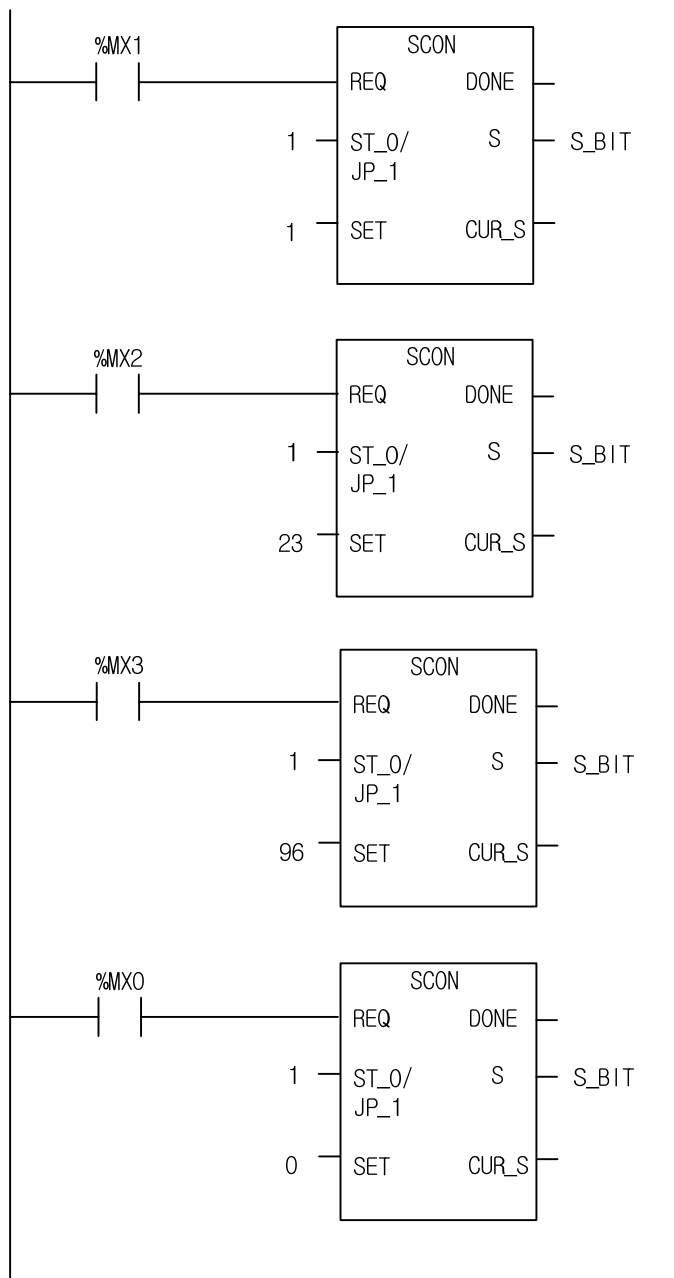 %MX1
SCON
REQ DONE
1 ST_0/ S S_BIT
JP_1
1 SET CUR_S
%MX2
SCON
REQ DONE
1 ST_0/ S S_BIT
JP_1
23 SET CUR_S
%MX3
SCON
REQ DONE
1 ST_0/ S S_BIT
JP_1
96 SET CUR_S
%MX0
SCON
REQ DONE
1 ST_0/ S S_BIT
JP_1
0 SET CUR_S